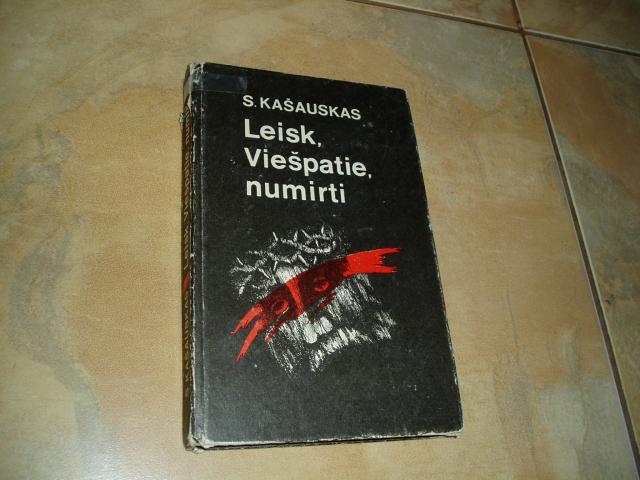 S. KAŠAUSKAS
Leisk,
Viešpatie,
numirti